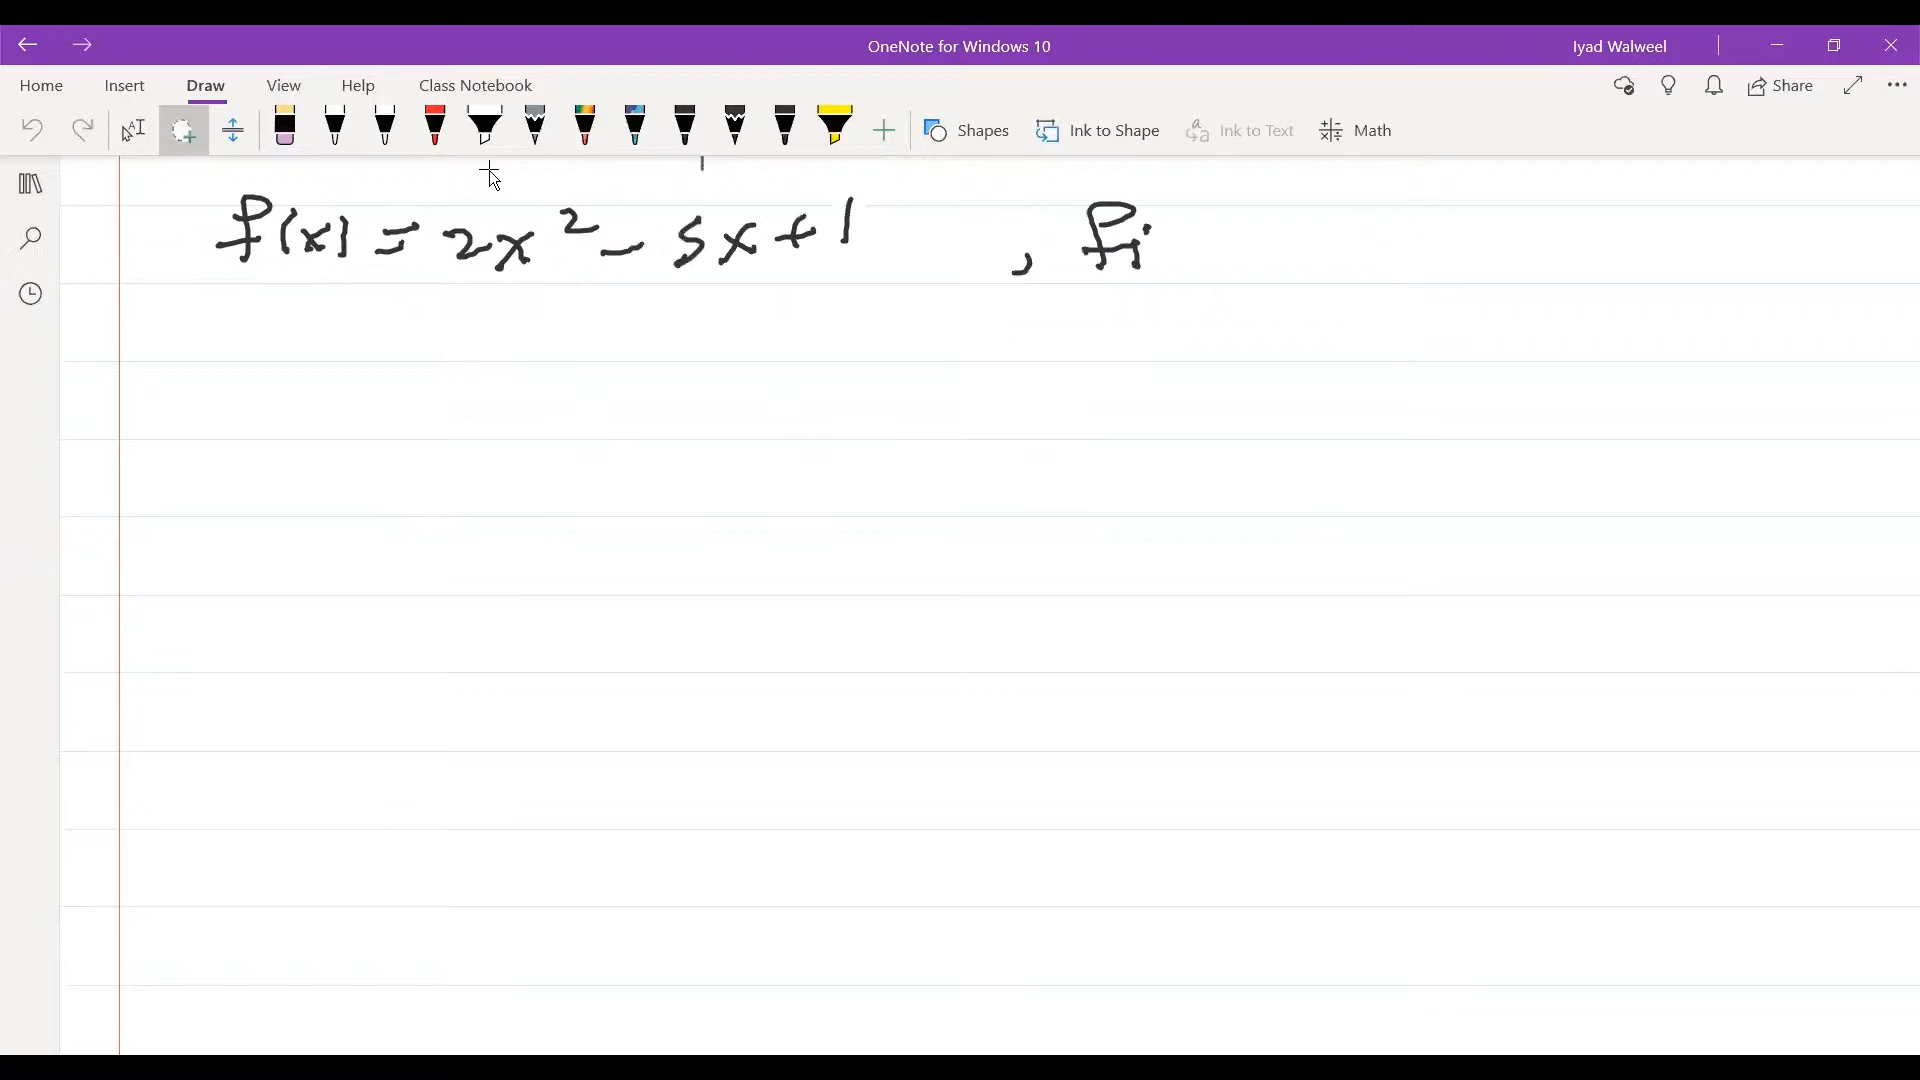 OneNote for Windows 10
Iyad Walweel
Home Insert Draw View Help Class Notebook
Share
Shapes Ink to Shape Ink to Text Math
f(x) = 2x² - 5x + 1 , fi